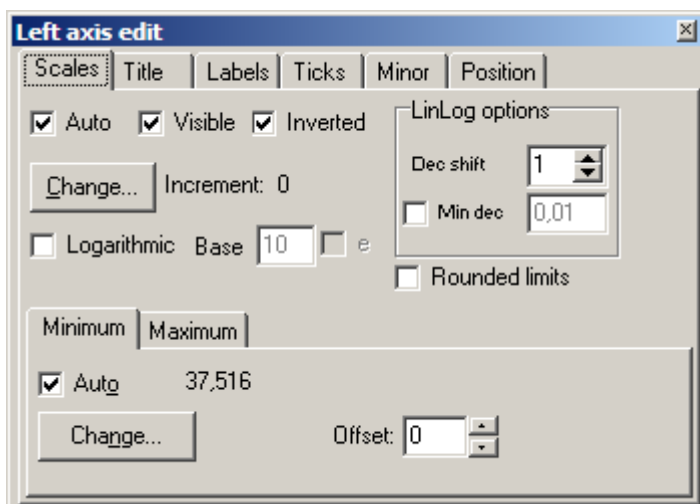 Left axis edit
Scales Title Labels Ticks Minor Position
Auto Visible Inverted
LinLog options
Dec shift 1
Change... Increment: 0
Min dec 0,01
Logarithmic Base 10 e
Rounded limits
Minimum Maximum
Auto 37,516
Change... Offset: 0